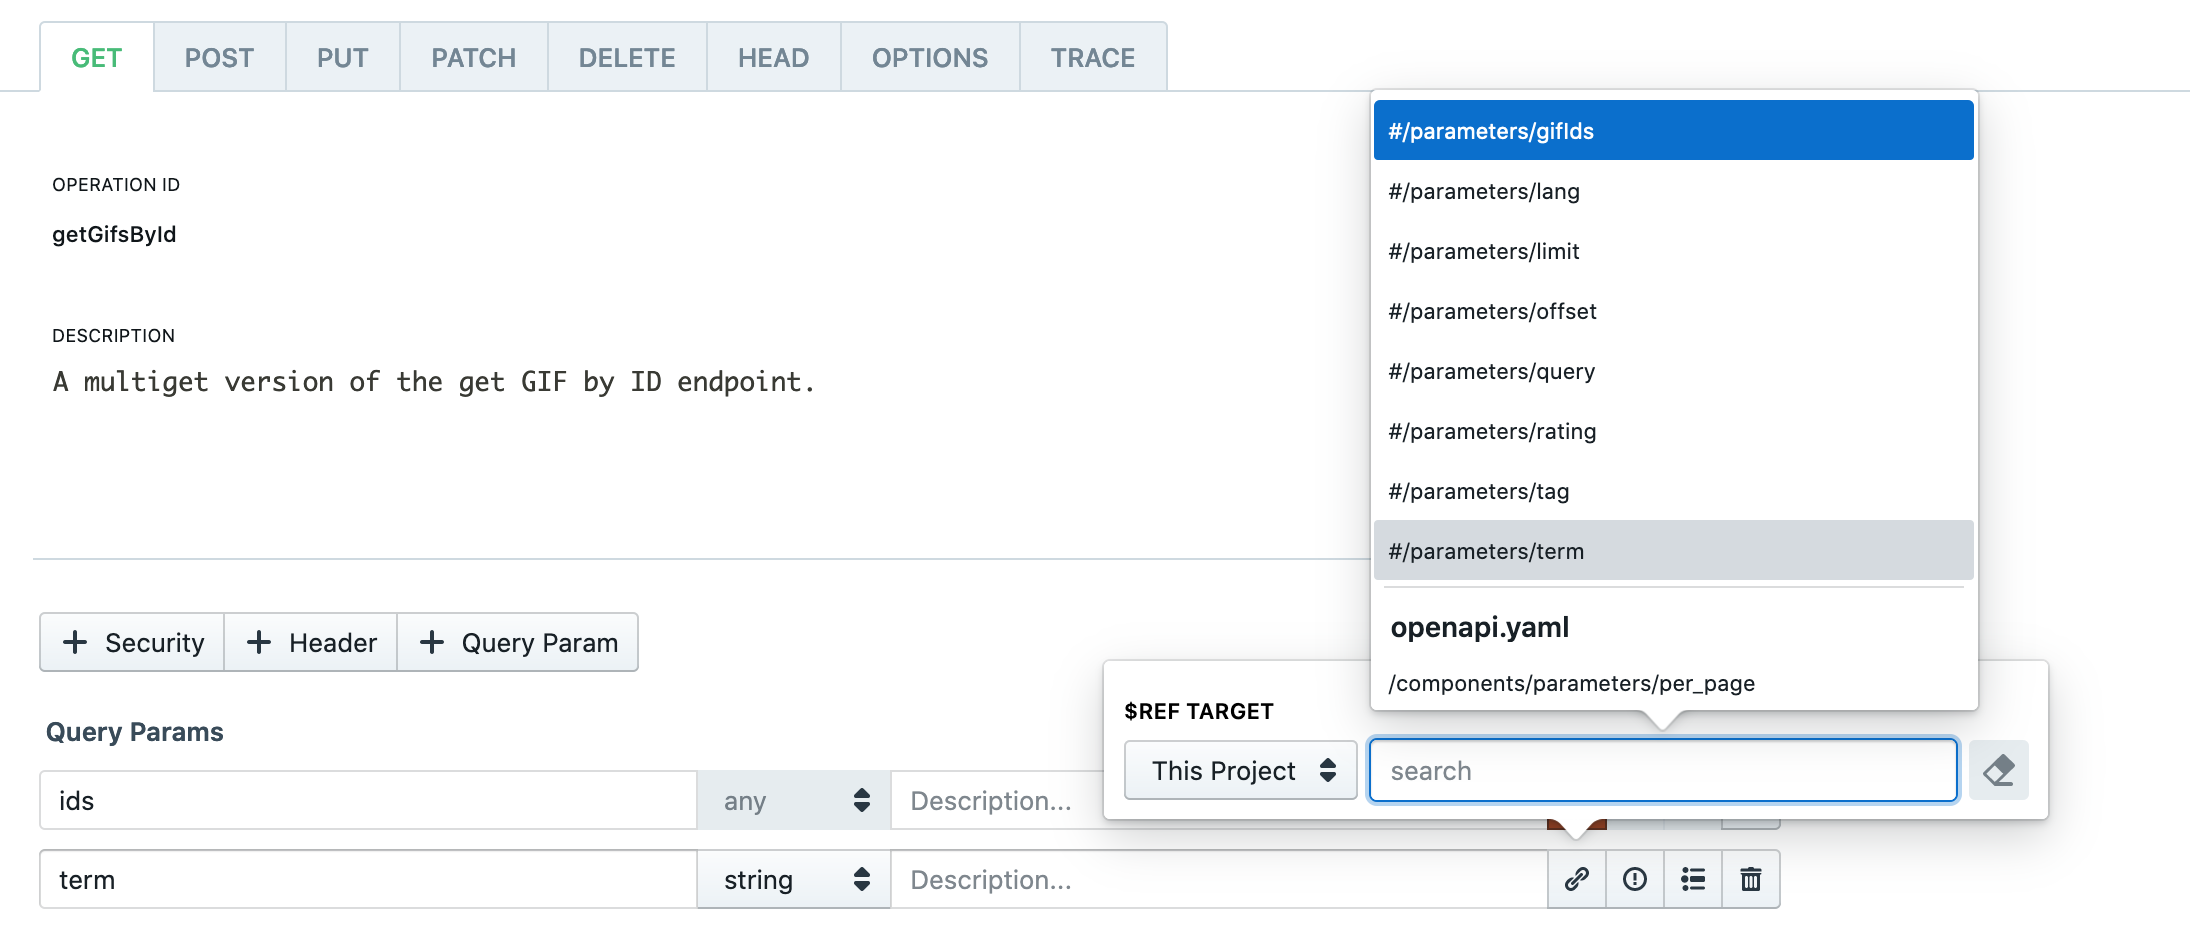 GET POST PUT PATCH DELETE HEAD OPTIONS TRACE
OPERATION ID
getGifsById
DESCRIPTION
A multiget version of the get GIF by ID endpoint.
#/parameters/gifIds
#/parameters/lang
#/parameters/limit
#/parameters/offset
#/parameters/query
#/parameters/rating
#/parameters/tag
#/parameters/term
openapi.yaml
/components/parameters/per_page
$REF TARGET
This Project search
+ Security + Header + Query Param
Query Params
ids any Description...
term string Description...